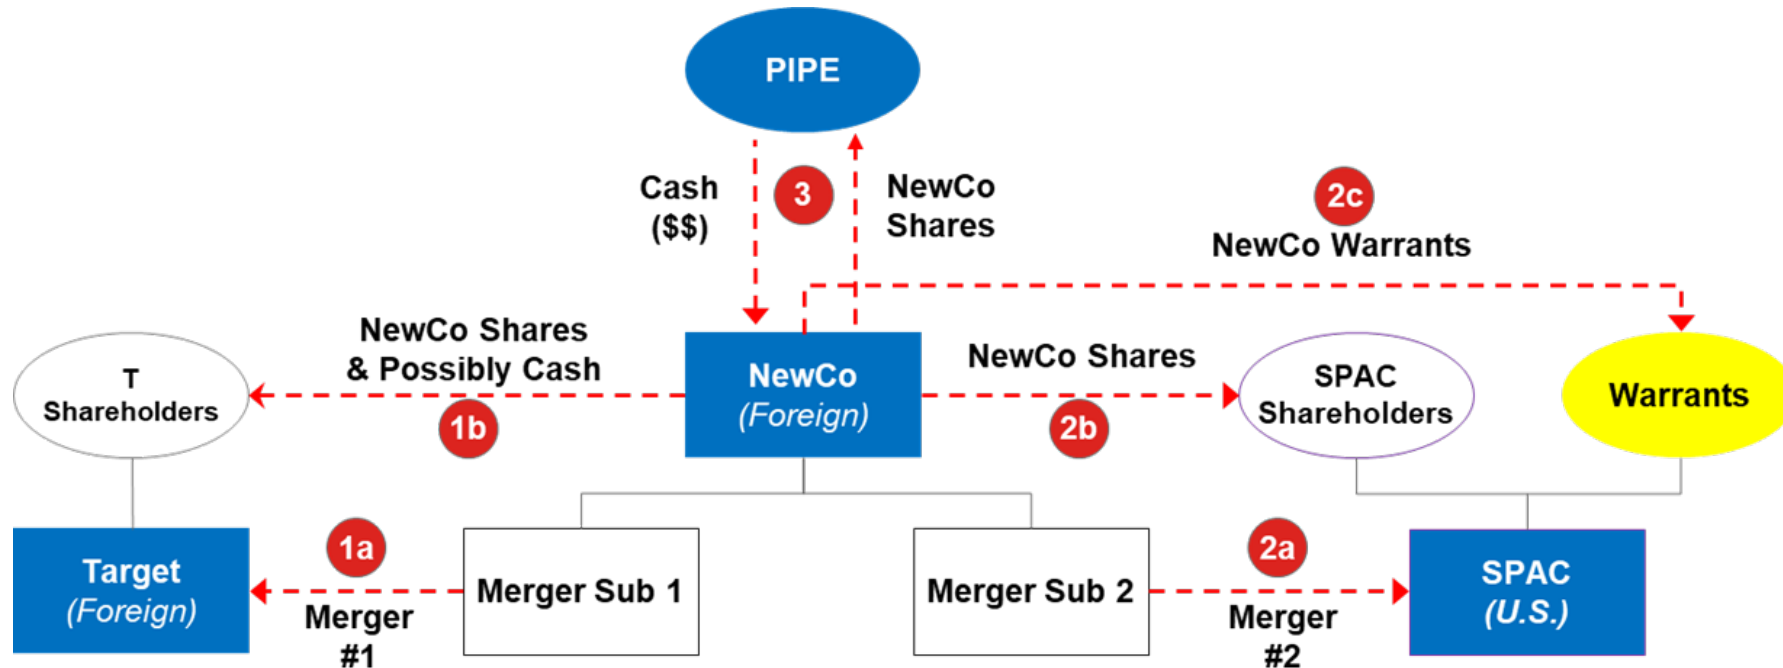 PIPE
Cash
($$)
3
NewCo
Shares
2c
NewCo Warrants
NewCo Shares
& Possibly Cash
1b
T
Shareholders
NewCo
(Foreign)
NewCo Shares
2b
SPAC
Shareholders
Warrants
Target
(Foreign)
1a
Merger
#1
Merger Sub 1
Merger Sub 2
2a
Merger
#2
SPAC
(U.S.)